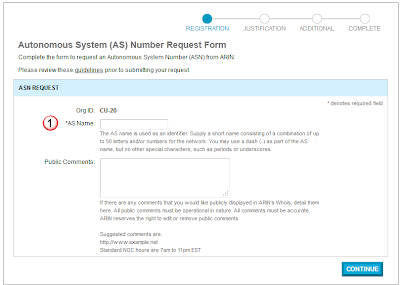 REGISTRATION JUSTIFICATION ADDITIONAL COMPLETE
Autonomous System (AS) Number Request Form
Complete the form to request an Autonomous System Number (ASN) from ARIN.
Please review these guidelines prior to submitting your request.
ASN REQUEST
* denotes required field
Org ID: CU-20
1 *AS Name:
The AS name is used as an identifier. Supply a short name consisting of a combination of up
to 50 letters and/or numbers for the network. You may use a dash (-) as part of the AS
name, but no other special characters, such as periods or underscores.
Public Comments:
If there are any comments that you would like publicly displayed in ARIN's Whois, detail them
here. All public comments must be operational in nature. All comments must be accurate.
ARIN reserves the right to edit or remove public comments.
Suggested comments are:
http://www.example.net
Standard NOC hours are 7am to 11pm EST
CONTINUE